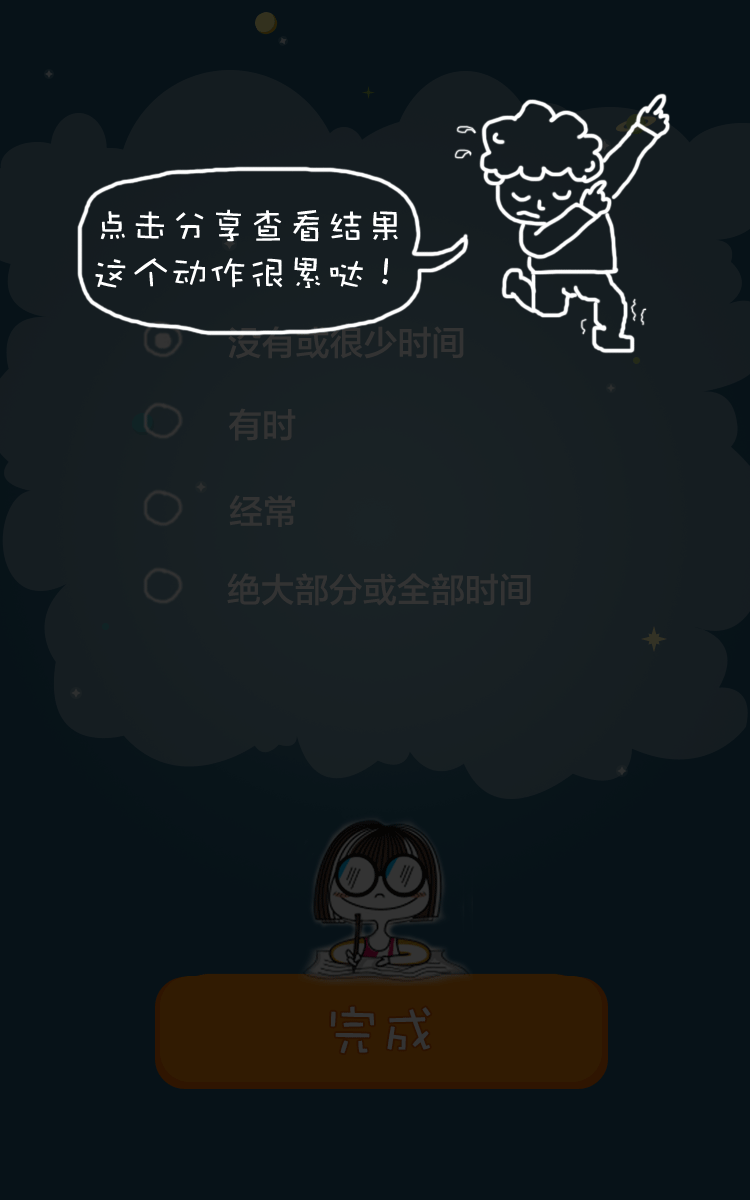 点击分享查看结果
这个动作很累哒！
没有或很少时间
有时
经常
绝大部分或全部时间
完成